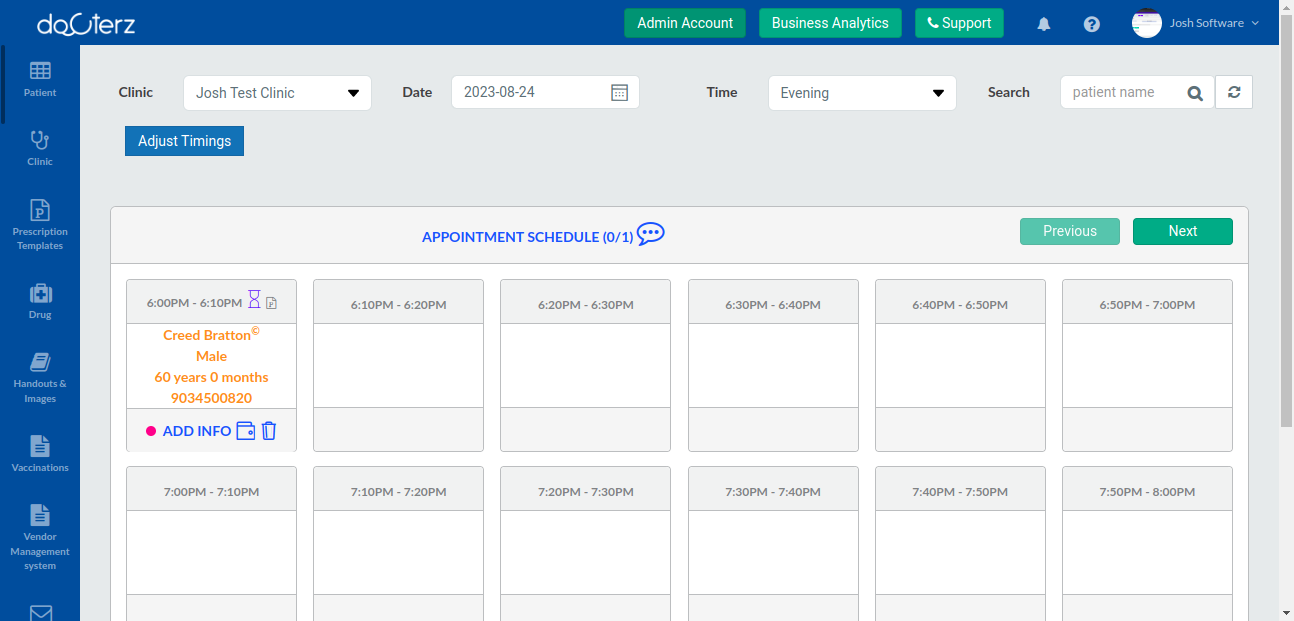 daOCterz
Admin Account
Business Analytics
Support
Josh Software
Patient
Clinic
Prescription
Templates
Drug
Handouts &
Images
Vaccinations
Vendor
Management
system
Clinic
Josh Test Clinic
Date
2023-08-24
Time
Evening
Search
patient name
Adjust Timings
APPOINTMENT SCHEDULE (0/1)
Previous
Next
6:00PM - 6:10PM
Creed Bratton©
Male
60 years 0 months
9034500820
ADD INFO
6:10PM - 6:20PM
6:20PM - 6:30PM
6:30PM - 6:40PM
6:40PM - 6:50PM
6:50PM - 7:00PM
7:00PM - 7:10PM
7:10PM - 7:20PM
7:20PM - 7:30PM
7:30PM - 7:40PM
7:40PM - 7:50PM
7:50PM - 8:00PM